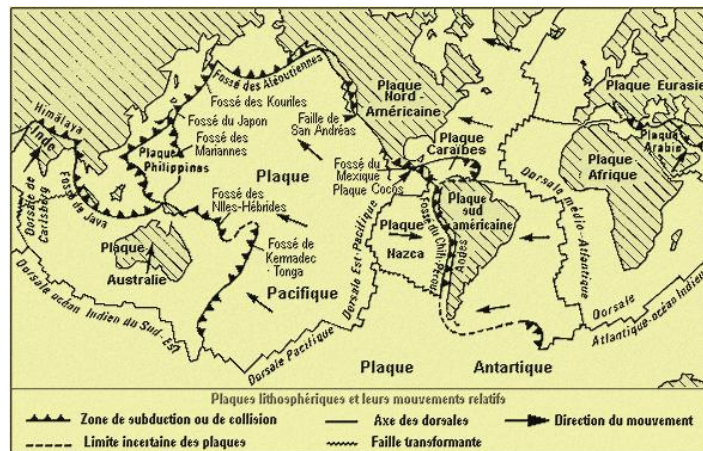 Fossé des Aléoutiennes
Fossé des Kouriles
Fossé du Japon
Fossé des
Mariannes
Himàlaya
Inde
Dorsale de
Carlsberg
Fosse de Java
Plaque
Philippines
Plaque
Pacifique
Fossé des
Nlles-Hébrides
Fossé de
Kermadec
Tonga
Plaque
Australie
Dorsale océan Indien du Sud-Est
Dorsale Pacifique
Dorsale Est-Pacifique
Faille de
San Andréas
Plaque
Nord-
Américaine
Plaque
Caraïbes
Fossé du
Mexique
Plaque Cocos
Plaque
Nazca
Fossé du Chili-Pérou
Andes
Plaque
sud
américaine
Dorsale médio-Atlantique
Plaque Eurasie
Plaque
Arabie
Plaque
Afrique
Dorsale
Atlantique-océan Indien
Plaque Antartique
Plaques lithosphériques et leurs mouvements relatifs
Zone de subduction ou de collision
Axe des dorsales
Direction du mouvement
Limite incertaine des plaques
Faille transformante